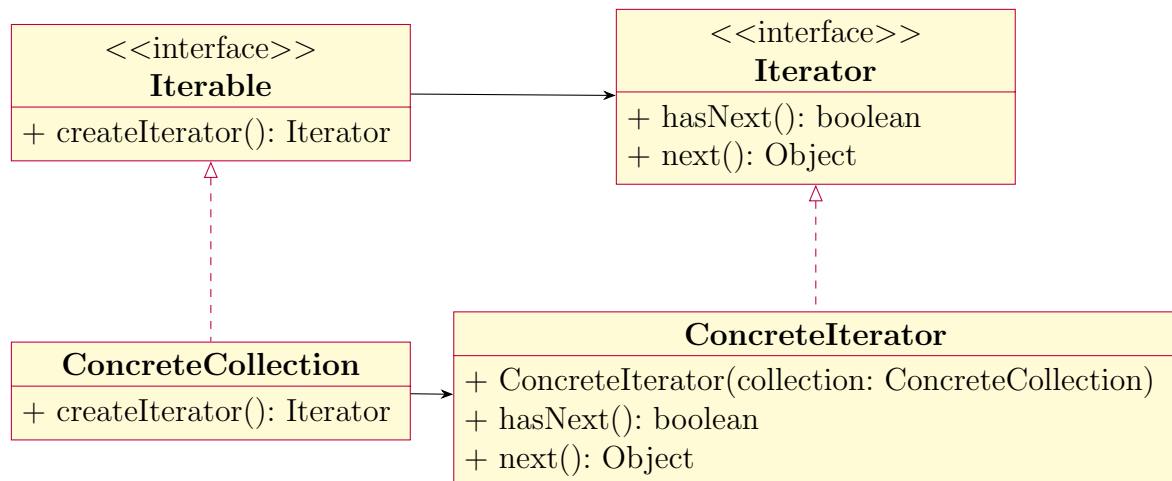 <<interface>>
Iterable
+ createIterator(): Iterator
<<interface>>
Iterator
+ hasNext(): boolean
+ next(): Object
ConcreteCollection
+ createIterator(): Iterator
ConcreteIterator
+ ConcreteIterator(collection: ConcreteCollection)
+ hasNext(): boolean
+ next(): Object